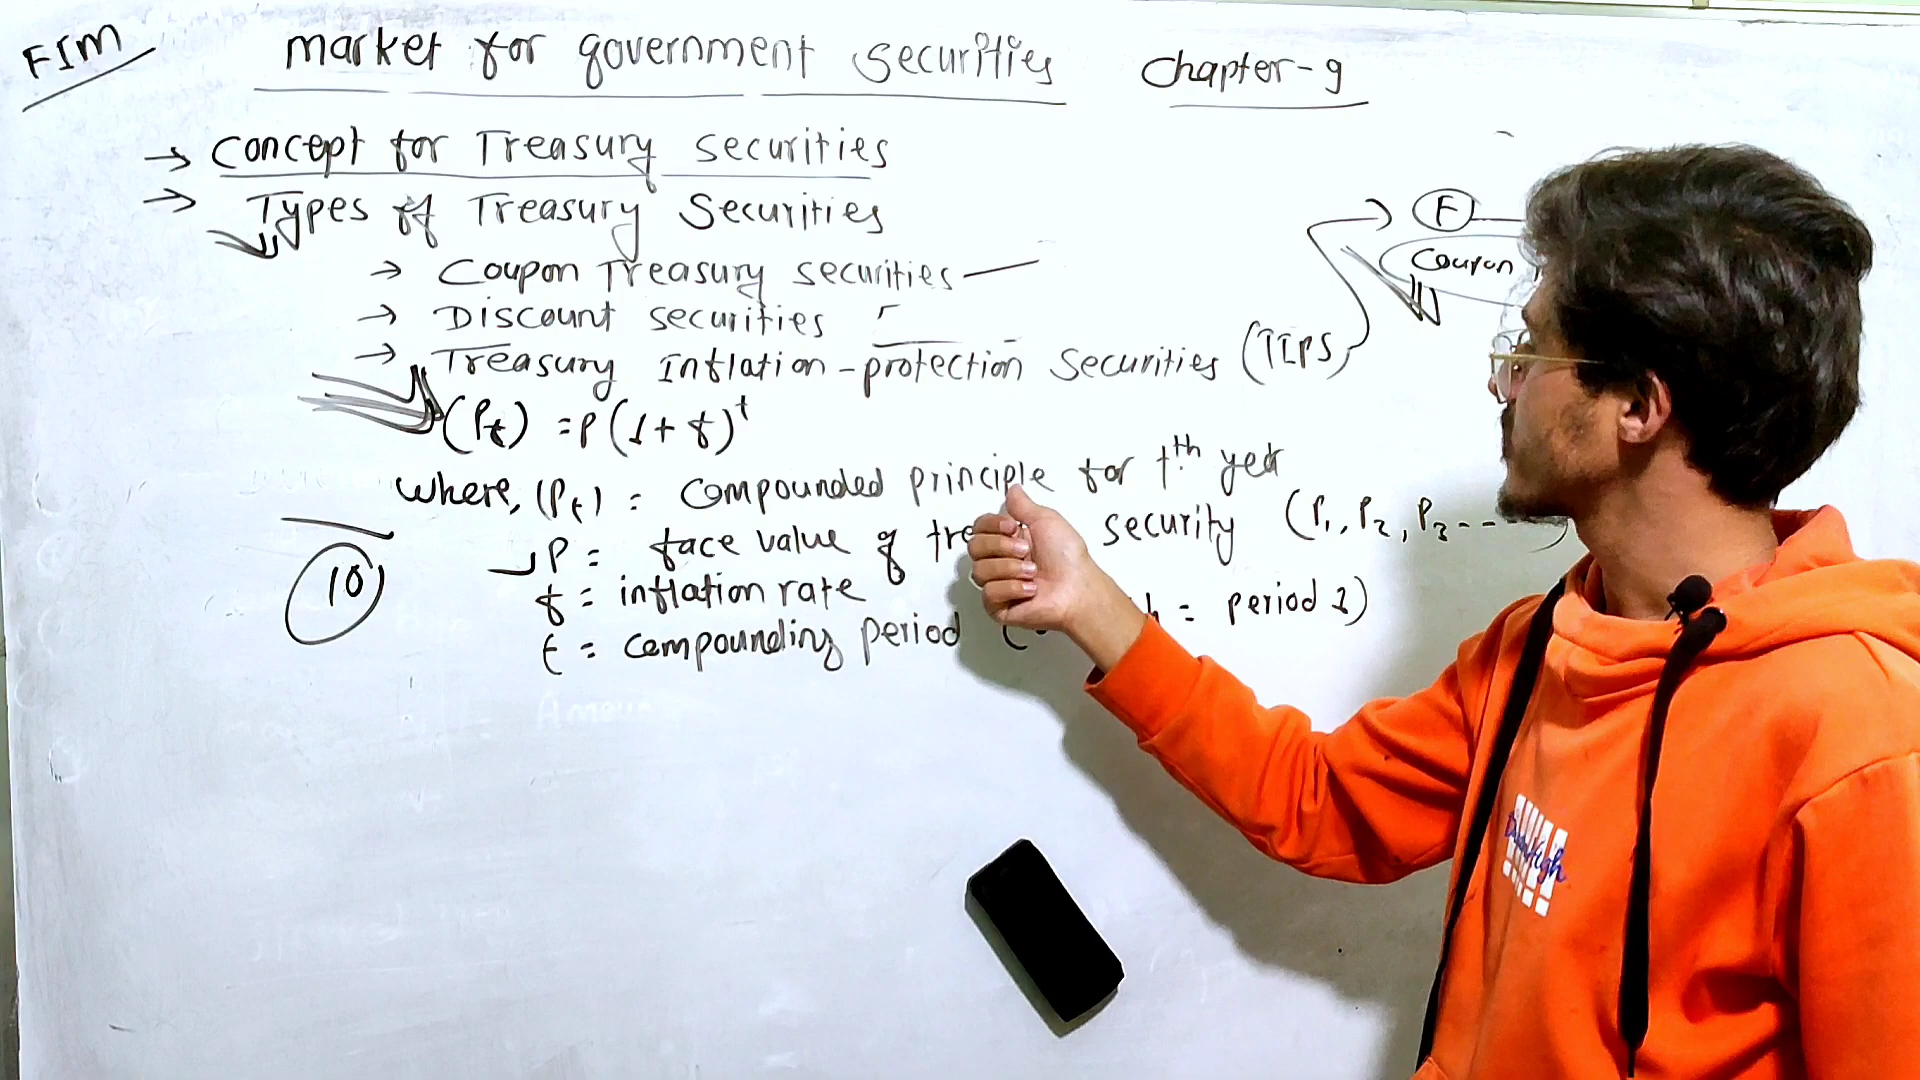 FIM
market for government securities Chapter-9
→ Concept for Treasury securities
→ Types of Treasury Securities
→ Coupon Treasury securities
→ Discount securities
→ Treasury Inflation-protection Securities (TIPS)
F
Coupon
(Pt) = P(1+f)^t
where, (Pt) = Compounded principle for tth year
P = face value of security (P1, P2, P3---
f = inflation rate
t = compounding period = period 1)
10